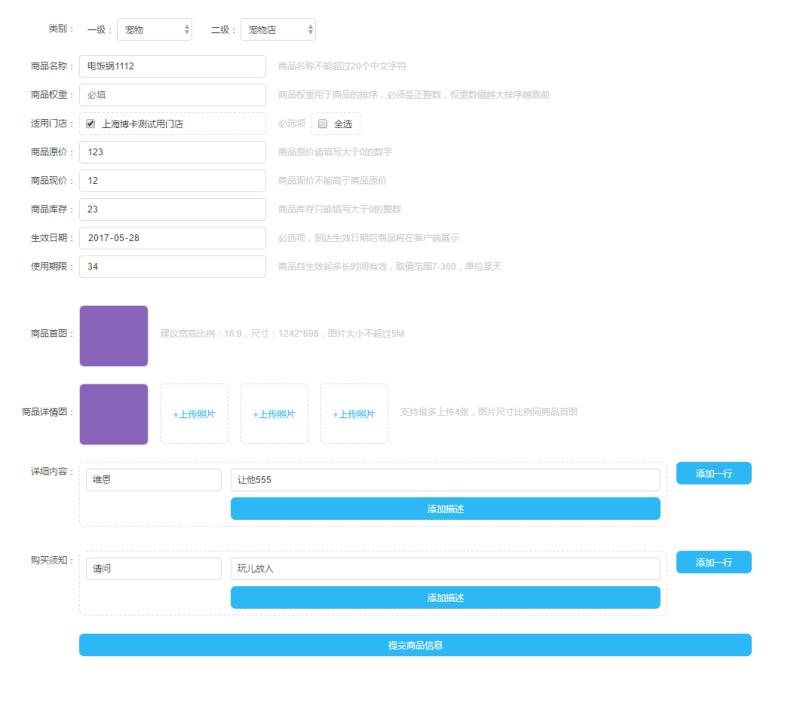 类别： 一级： 宠物 二级： 宠物店
商品名称： 电饭锅1112 商品名称不能超过20个中文字符
商品权重： 必填 商品权重用于商品的排序，必须是正整数，权重数值越大排序越靠前
适用门店： 上海博卡测试用门店 必选项 全选
商品原价： 123 商品原价请填写大于0的数字
商品现价： 12 商品现价不能高于商品原价
商品库存： 23 商品库存只能填写大于0的整数
生效日期： 2017-05-28 必选项，到达生效日期后商品将在客户端展示
使用期限： 34 商品自生效起多长时间有效，取值范围7-360，单位是天
商品首图： 建议宽高比例：16:9，尺寸：1242*698，图片大小不超过5M
商品详情图： +上传照片 +上传照片 +上传照片 支持最多上传4张，图片尺寸比例同商品首图
详细内容： 维恩 让他555 添加一行
添加描述
购买须知： 请问 玩儿放入 添加一行
添加描述
提交商品信息